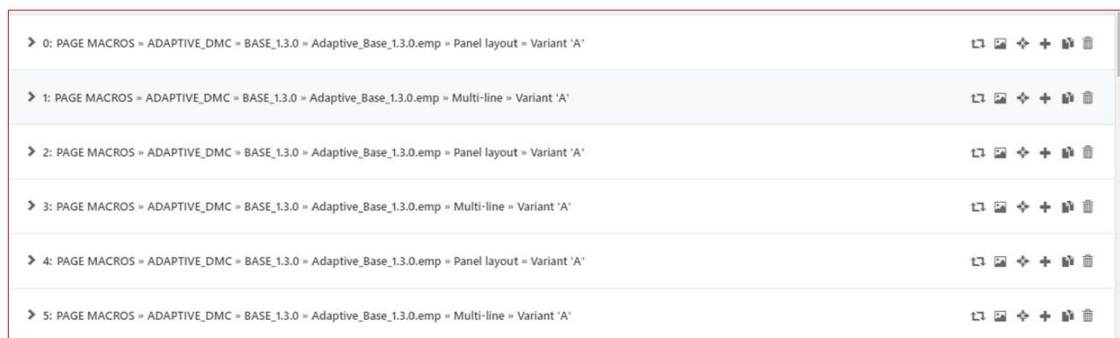 0: PAGE MACROS » ADAPTIVE_DMC » BASE_1.3.0 » Adaptive_Base_1.3.0.emp » Panel layout » Variant 'A'
1: PAGE MACROS » ADAPTIVE_DMC » BASE_1.3.0 » Adaptive_Base_1.3.0.emp » Multi-line » Variant 'A'
2: PAGE MACROS » ADAPTIVE_DMC » BASE_1.3.0 » Adaptive_Base_1.3.0.emp » Panel layout » Variant 'A'
3: PAGE MACROS » ADAPTIVE_DMC » BASE_1.3.0 » Adaptive_Base_1.3.0.emp » Multi-line » Variant 'A'
4: PAGE MACROS » ADAPTIVE_DMC » BASE_1.3.0 » Adaptive_Base_1.3.0.emp » Panel layout » Variant 'A'
5: PAGE MACROS » ADAPTIVE_DMC » BASE_1.3.0 » Adaptive_Base_1.3.0.emp » Multi-line » Variant 'A'